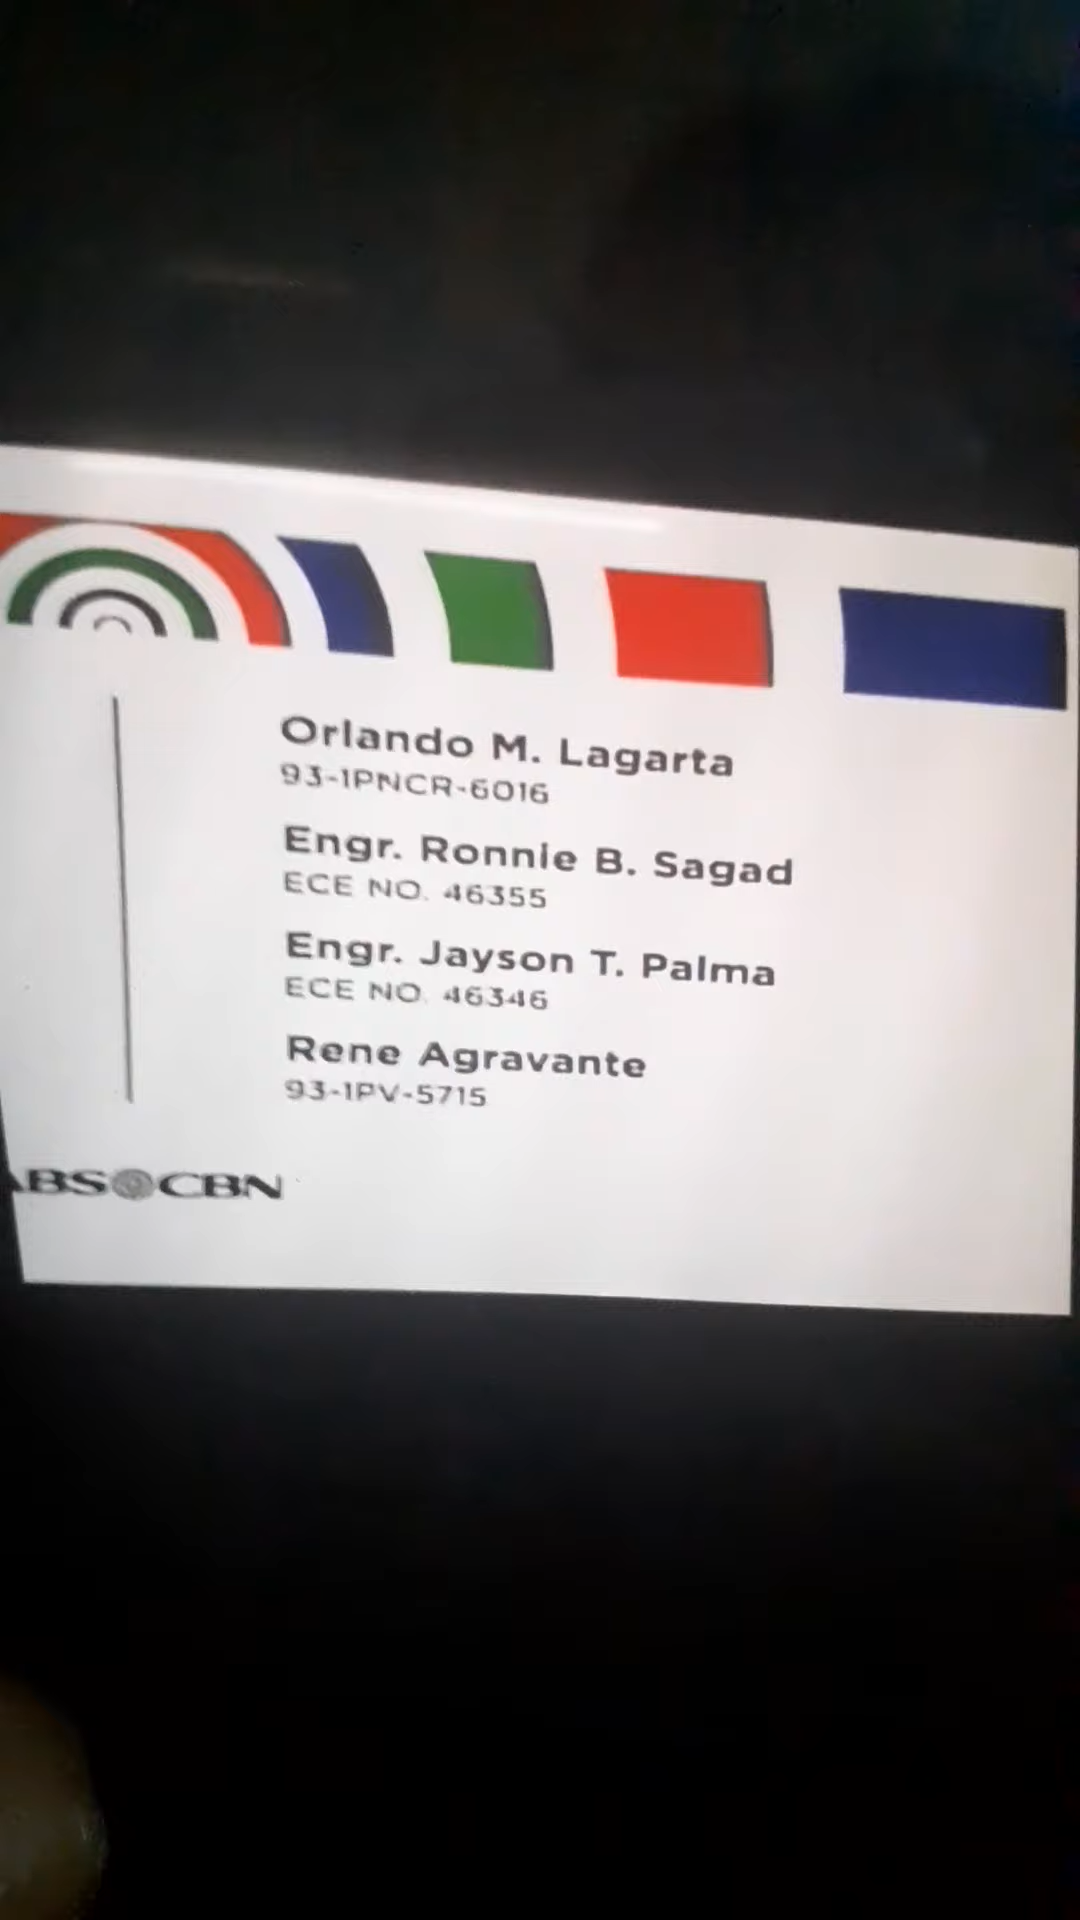 Orlando M. Lagarta
93-1PNCR-6016
Engr. Ronnie B. Sagad
ECE NO. 46355
Engr. Jayson T. Palma
ECE NO. 46346
Rene Agravante
93-1PV-5715
ABS CBN